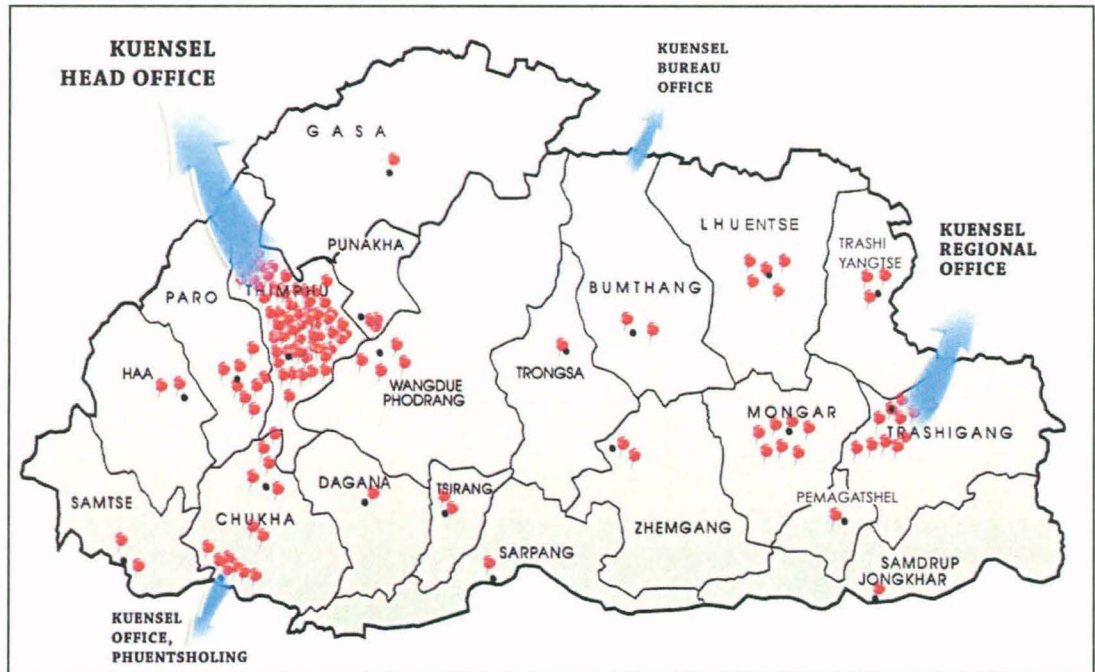 KUENSEL
HEAD OFFICE
KUENSEL
BUREAU
OFFICE
GASA
LHUENTSE
TRASHI
YANGTSE
KUENSEL
REGIONAL
OFFICE
PUNAKHA
THIMPHU
PARO
BUMTHANG
HAA
TRONGSA
WANGDUE
PHODRANG
MONGAR
TRASHIGANG
SAMTSE
DAGANA
TSIRANG
PEMAGATSHEL
CHUKHA
ZHEMGANG
SARPANG
SAMDRUP
JONGKHAR
KUENSEL
OFFICE,
PHUENTSHOLING